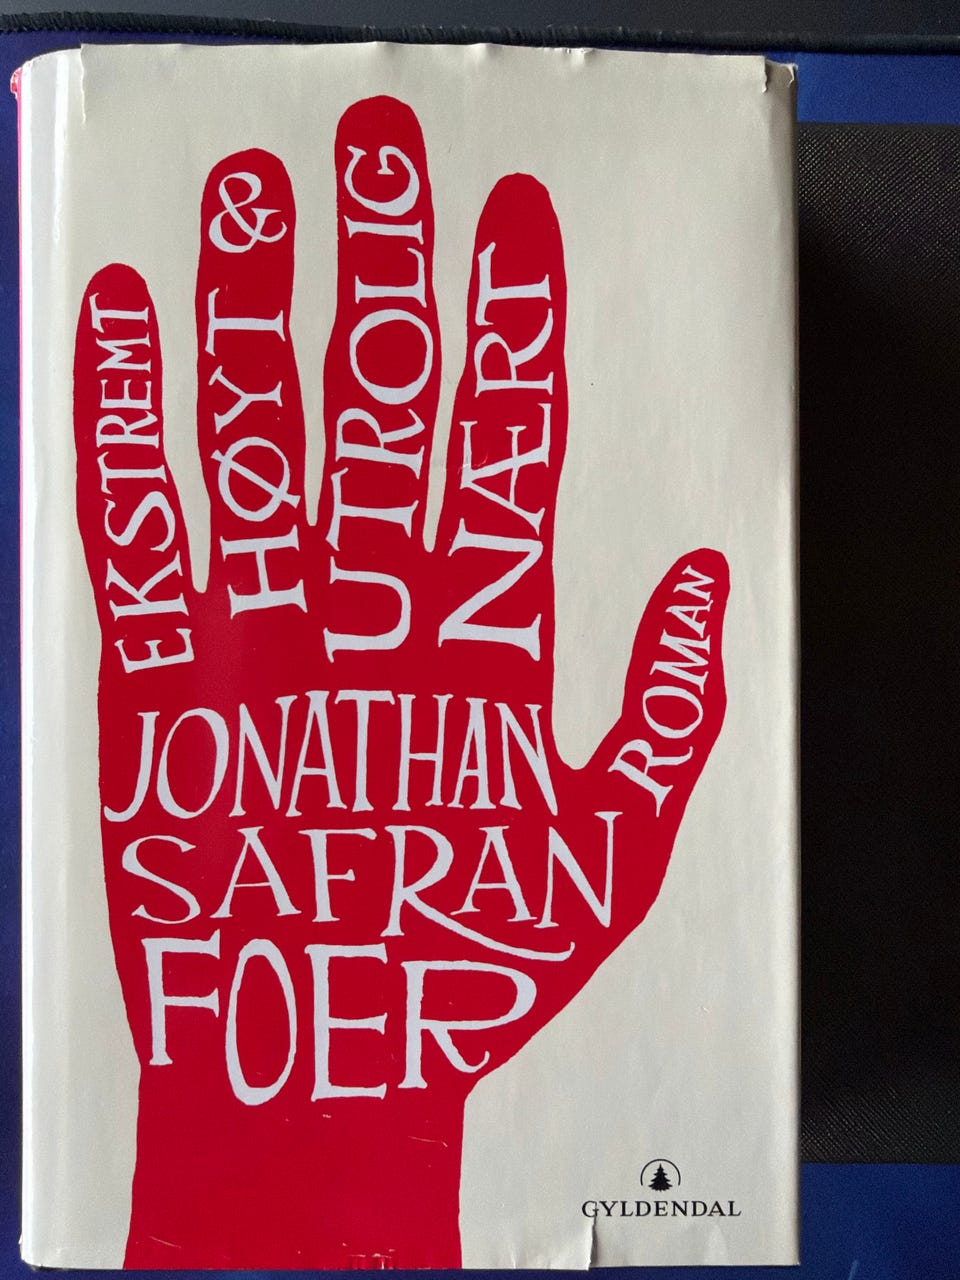 EKSTREMT
HØYT &
UTROLIG
NÆRT
ROMAN
JONATHAN
SAFRAN
FOER
GYLDENDAL